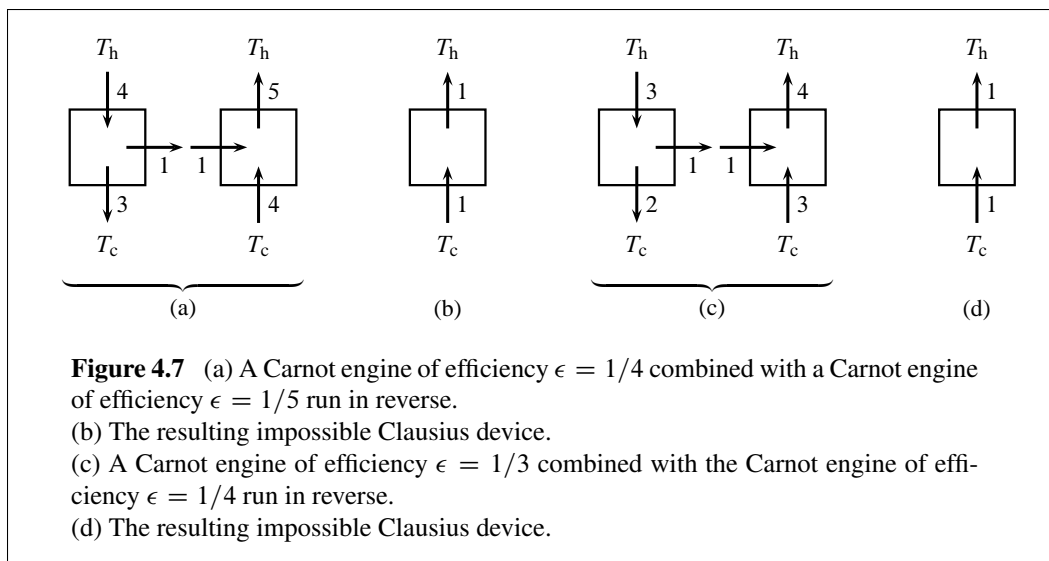 T_h T_h T_h T_h T_h T_h
4 5 1 3 4 1
1 1 1 1
3 4 1 2 3 1
T_c T_c T_c T_c T_c T_c
(a) (b) (c) (d)
Figure 4.7 (a) A Carnot engine of efficiency ϵ = 1/4 combined with a Carnot engine
of efficiency ϵ = 1/5 run in reverse.
(b) The resulting impossible Clausius device.
(c) A Carnot engine of efficiency ϵ = 1/3 combined with the Carnot engine of effi-
ciency ϵ = 1/4 run in reverse.
(d) The resulting impossible Clausius device.